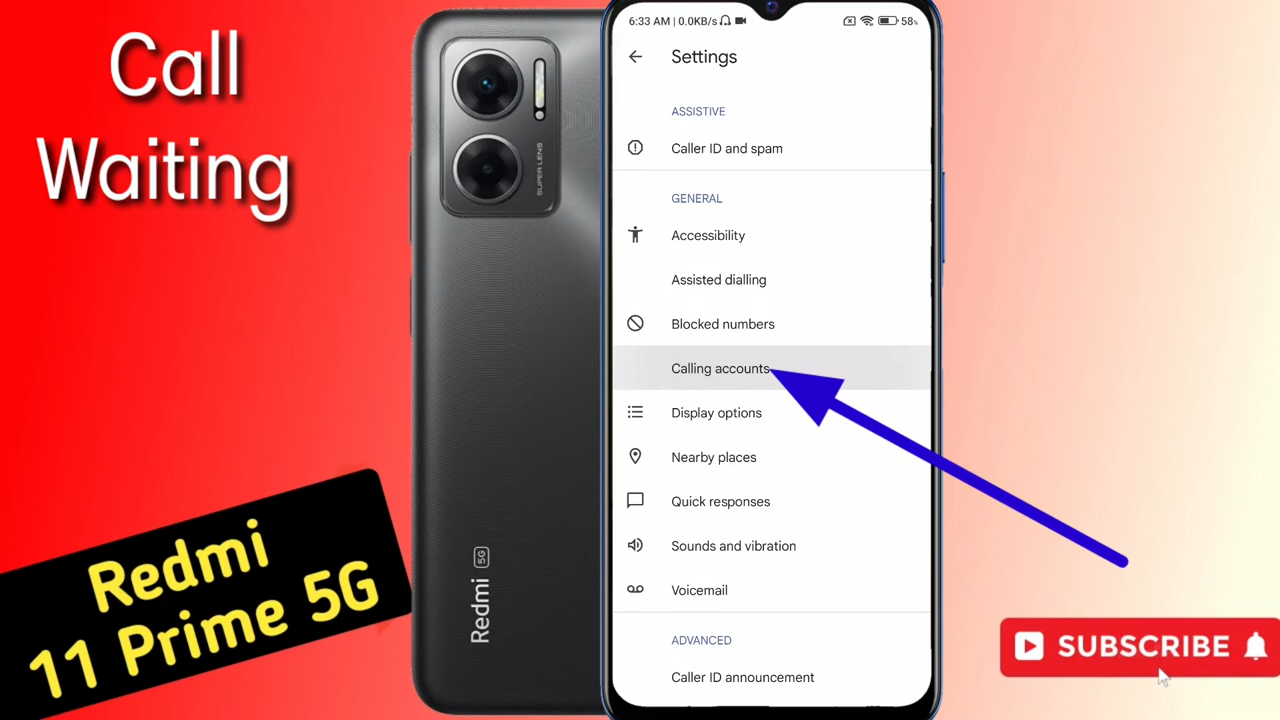 Call
Waiting
SUPER LENS
Redmi 5G
Redmi
11 Prime 5G
6:33 AM | 0.0KB/s
58%
Settings
ASSISTIVE
Caller ID and spam
GENERAL
Accessibility
Assisted dialling
Blocked numbers
Calling accounts
Display options
Nearby places
Quick responses
Sounds and vibration
Voicemail
ADVANCED
Caller ID announcement
SUBSCRIBE